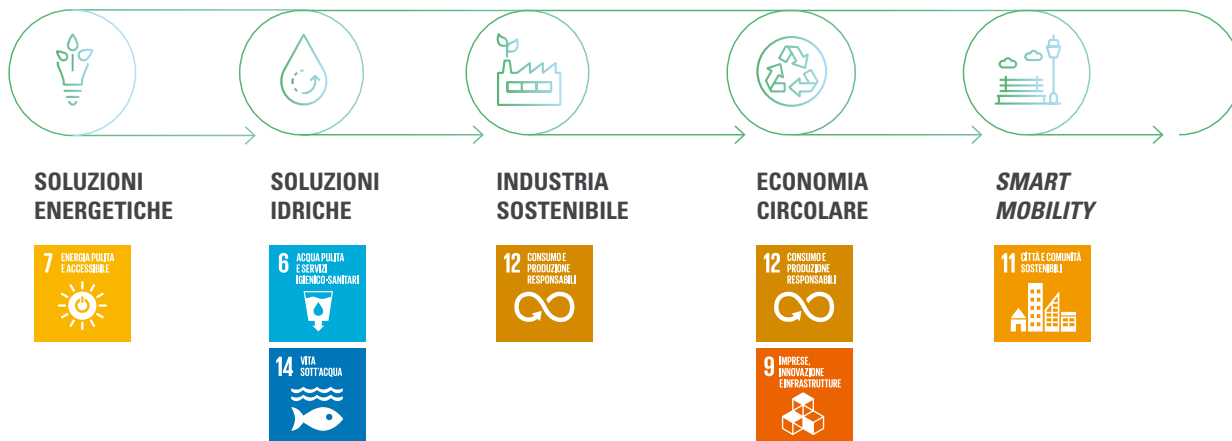 SOLUZIONI
ENERGETICHE
7 ENERGIA PULITA
E ACCESSIBILE
SOLUZIONI
IDRICHE
6 ACQUA PULITA
E SERVIZI
IGIENICO-SANITARI
14 VITA
SOTT'ACQUA
INDUSTRIA
SOSTENIBILE
12 CONSUMO E
PRODUZIONE
RESPONSABILI
ECONOMIA
CIRCOLARE
12 CONSUMO E
PRODUZIONE
RESPONSABILI
9 IMPRESE,
INNOVAZIONE
E INFRASTRUTTURE
SMART
MOBILITY
11 CITTÀ E COMUNITÀ
SOSTENIBILI